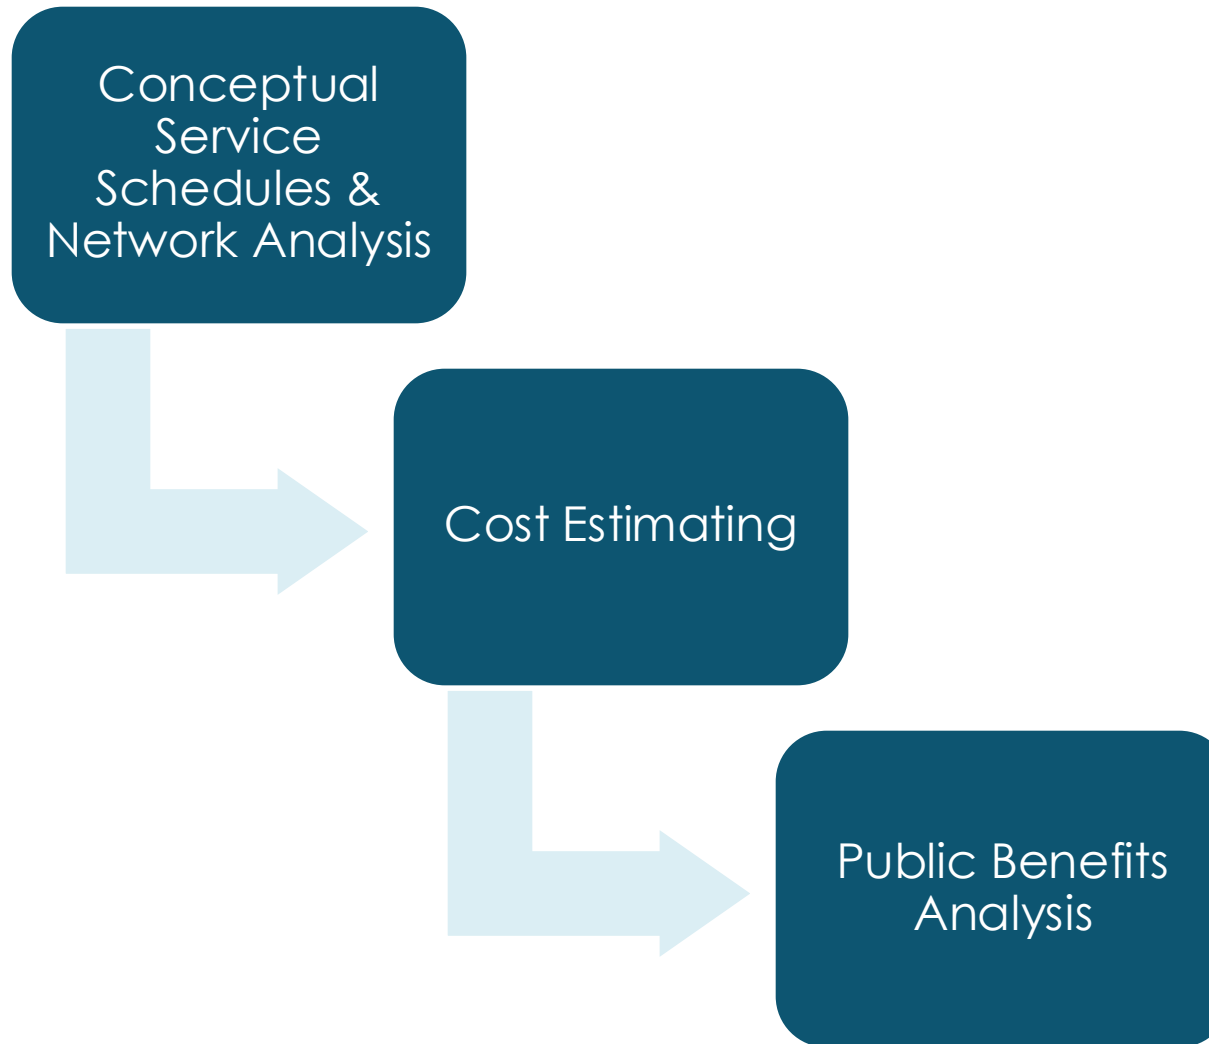 Conceptual
Service
Schedules &
Network Analysis
Cost Estimating
Public Benefits
Analysis